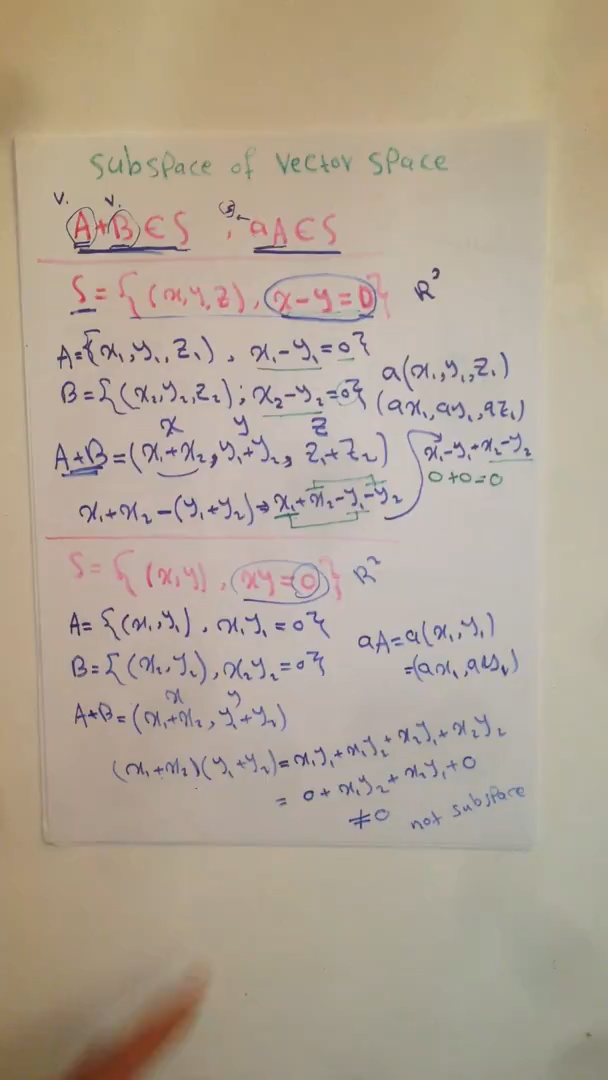 Subspace of vector space
v. v.
A+B∈S , aA∈S
S={(x,y,z), x-y=0} R³
A={x₁,y₁,z₁), x₁-y₁=0}
B={(x₂,y₂,z₂); x₂-y₂=0}
a(x₁,y₁,z₁)
(ax₁,ay₁,az₁)
x y z
A+B=(x₁+x₂,y₁+y₂, z₁+z₂)
x₁+x₂-(y₁+y₂)⇒x₁+x₂-y₁-y₂
x₁-y₁+x₂-y₂
0+0=0
S={(x,y), xy=0} R²
A={(x₁,y₁), x₁y₁=0}
B={(x₂,y₂), x₂y₂=0}
aA=a(x₁,y₁)
=(ax₁,ay₁)
x y
A+B=(x₁+x₂,y₁+y₂)
(x₁+x₂)(y₁+y₂)=x₁y₁+x₁y₂+x₂y₁+x₂y₂
=0+x₁y₂+x₂y₁+0
≠0 not subspace